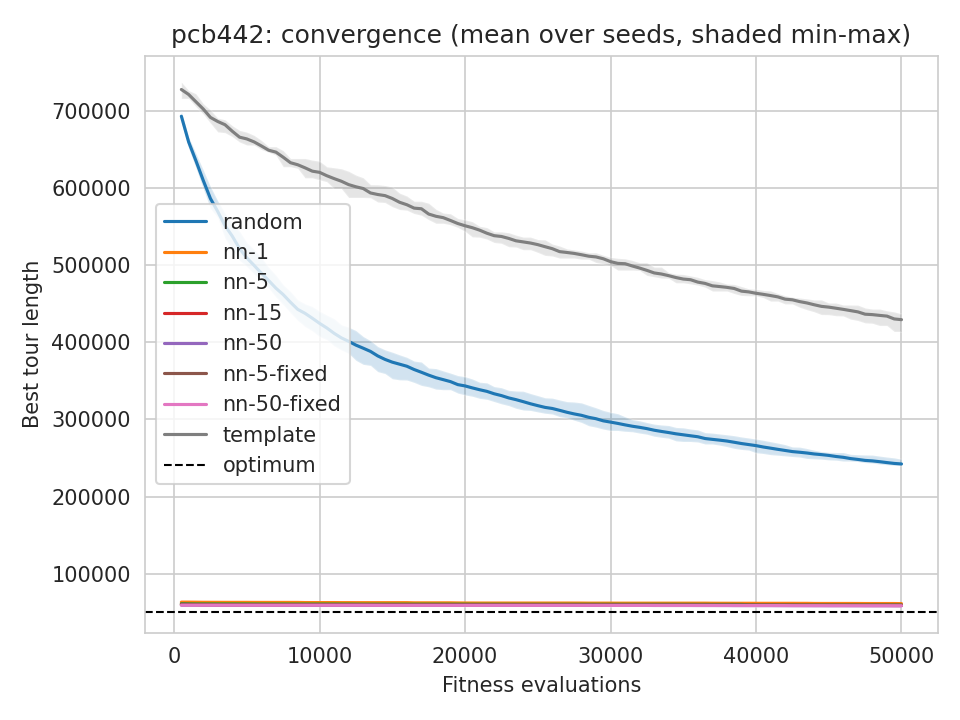 pcb442: convergence (mean over seeds, shaded min-max)
Best tour length
700000
600000
500000
400000
300000
200000
100000
random
nn-1
nn-5
nn-15
nn-50
nn-5-fixed
nn-50-fixed
template
optimum
0
10000
20000
30000
40000
50000
Fitness evaluations